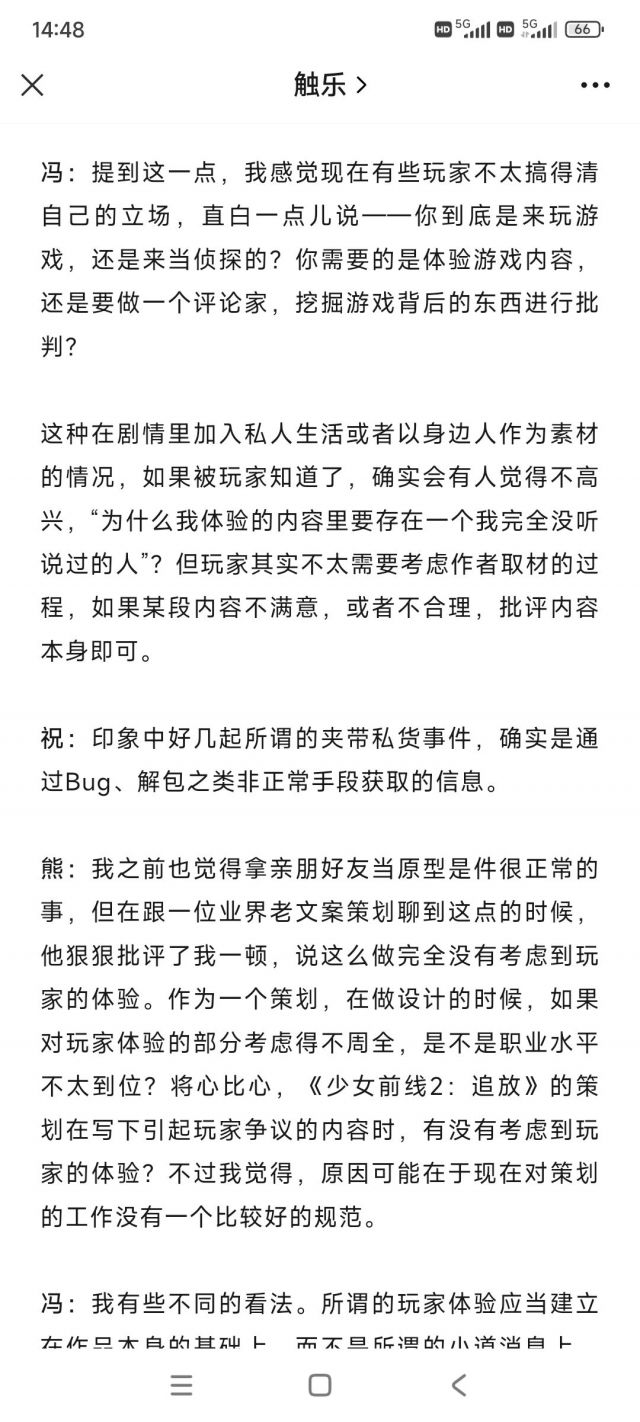 14:48
HD 5G HD 5G 66
触乐
冯：提到这一点，我感觉现在有些玩家不太搞得清
自己的立场，直白一点儿说——你到底是来玩游
戏，还是来当侦探的？你需要的是体验游戏内容，
还是要做一个评论家，挖掘游戏背后的东西进行批
判？
这种在剧情里加入私人生活或者以身边人作为素材
的情况，如果被玩家知道了，确实会有人觉得不高
兴，“为什么我体验的内容里要存在一个我完全没听
说过的人”？但玩家其实不太需要考虑作者取材的过
程，如果某段内容不满意，或者不合理，批评内容
本身即可。
祝：印象中好几起所谓的夹带私货事件，确实是通
过Bug、解包之类非正常手段获取的信息。
熊：我之前也觉得拿亲朋好友当原型是件很正常的
事，但在跟一位业界老文案策划聊到这点的时候，
他狠狠批评了我一顿，说这么做完全没有考虑到玩
家的体验。作为一个策划，在做设计的时候，如果
对玩家体验的部分考虑得不周全，是不是职业水平
不太到位？将心比心，《少女前线2：追放》的策
划在写下引起玩家争议的内容时，有没有考虑到玩
家的体验？不过我觉得，原因可能在于现在对策划
的工作没有一个比较好的规范。
冯：我有些不同的看法。所谓的玩家体验应当建立
在作品本身的基础上，而不是所谓的小道消息上，